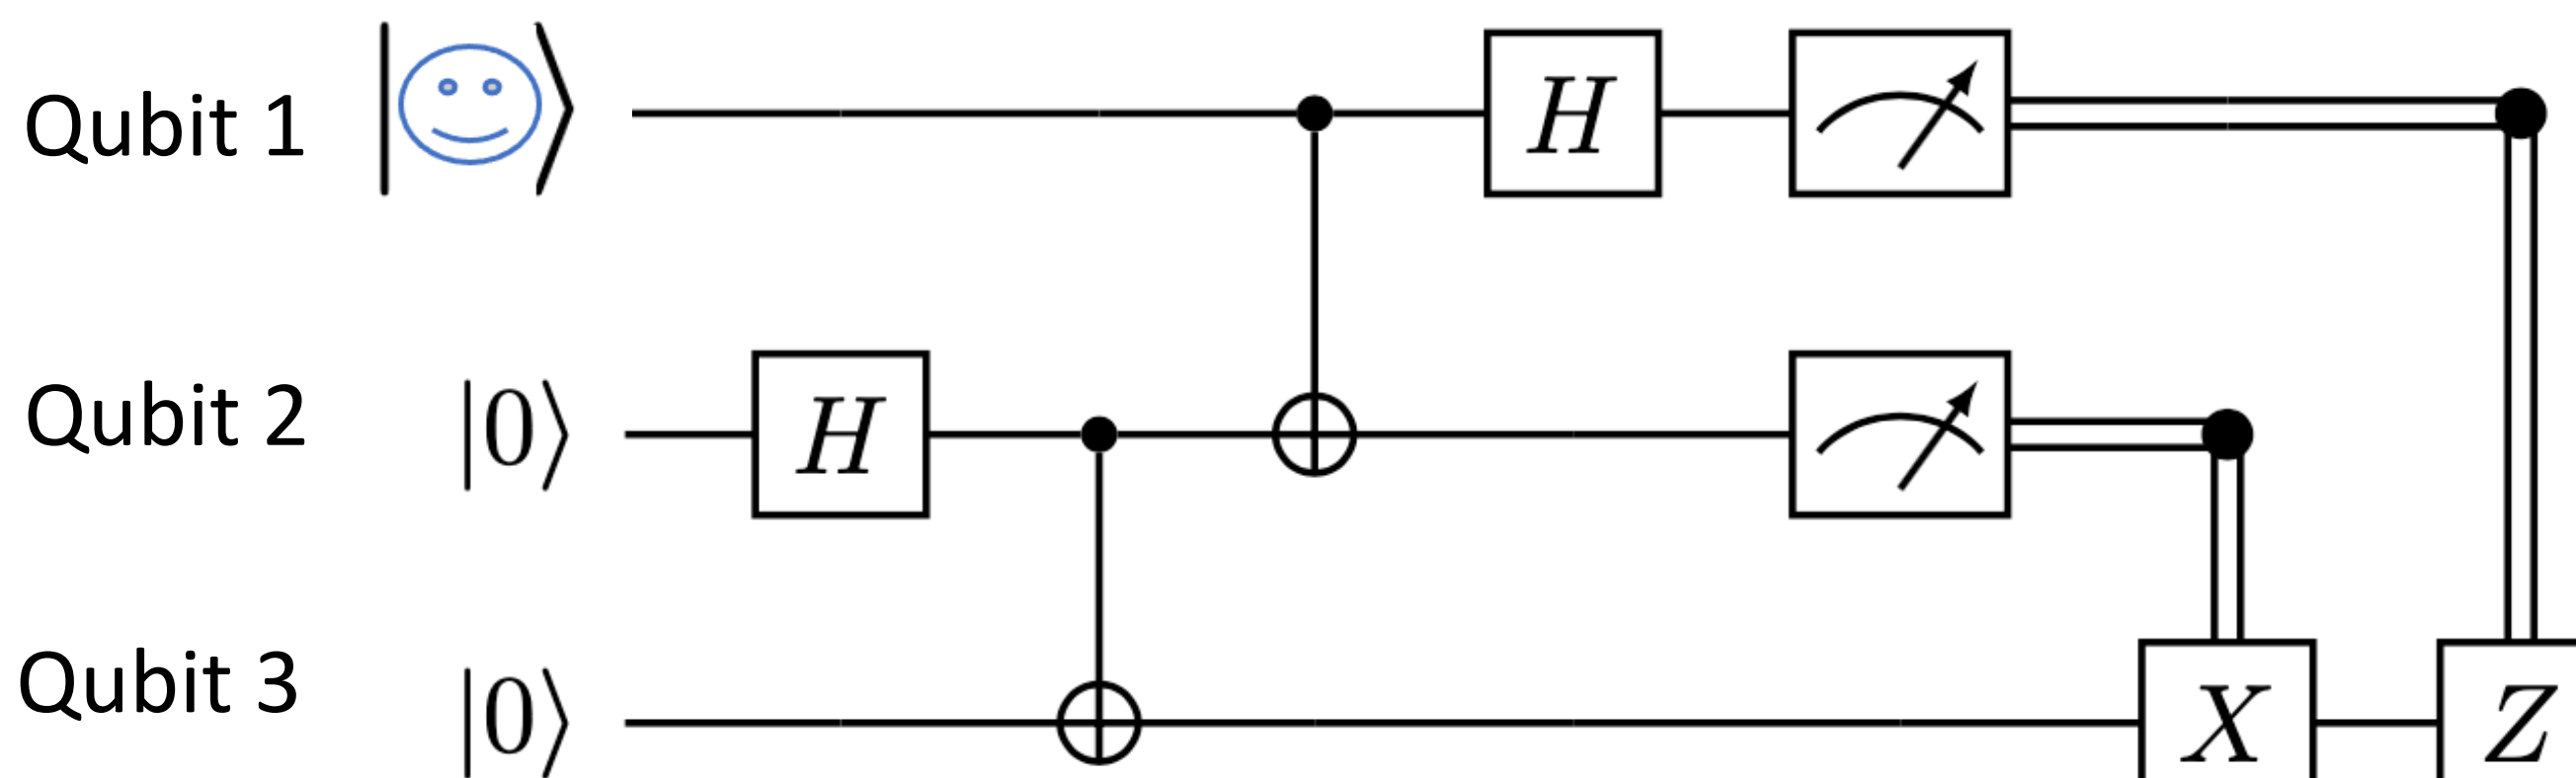 Qubit 1 | ⟩ H
Qubit 2 |0⟩ H
Qubit 3 |0⟩ X Z